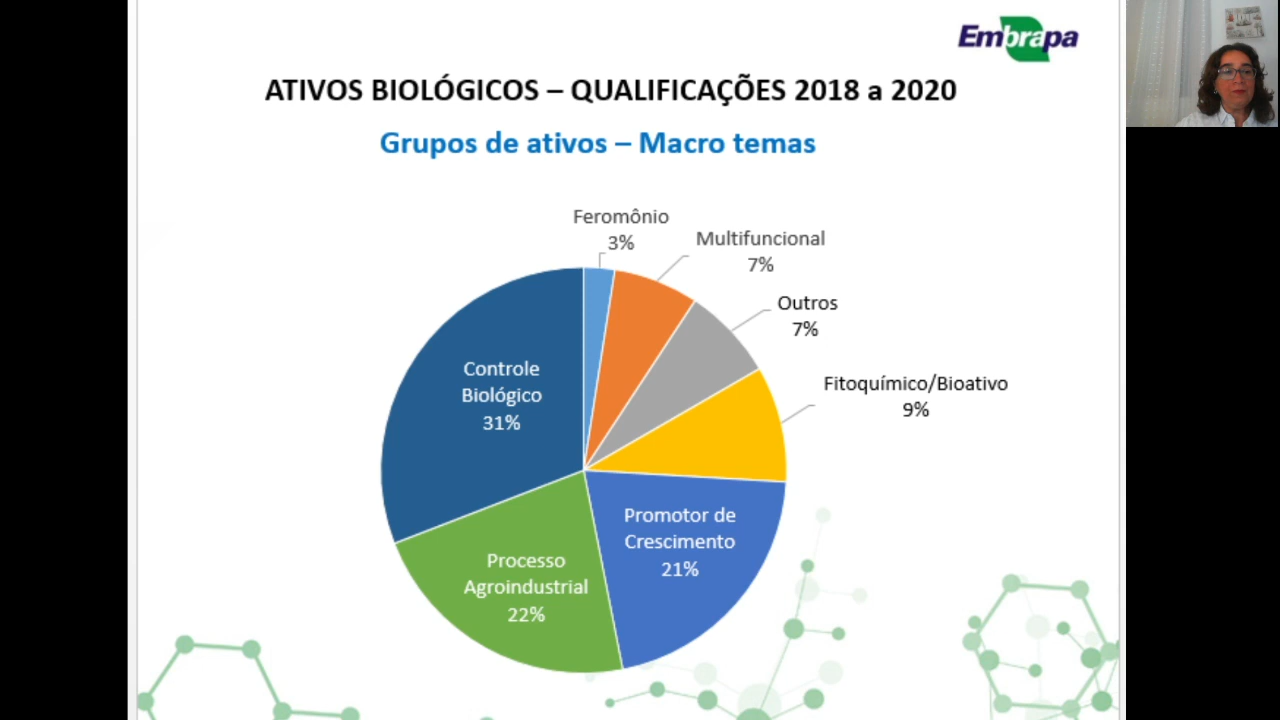 Embrapa
ATIVOS BIOLÓGICOS – QUALIFICAÇÕES 2018 a 2020
Grupos de ativos – Macro temas
Feromônio
3%
Multifuncional
7%
Outros
7%
Fitoquímico/Bioativo
9%
Controle
Biológico
31%
Promotor de
Crescimento
21%
Processo
Agroindustrial
22%